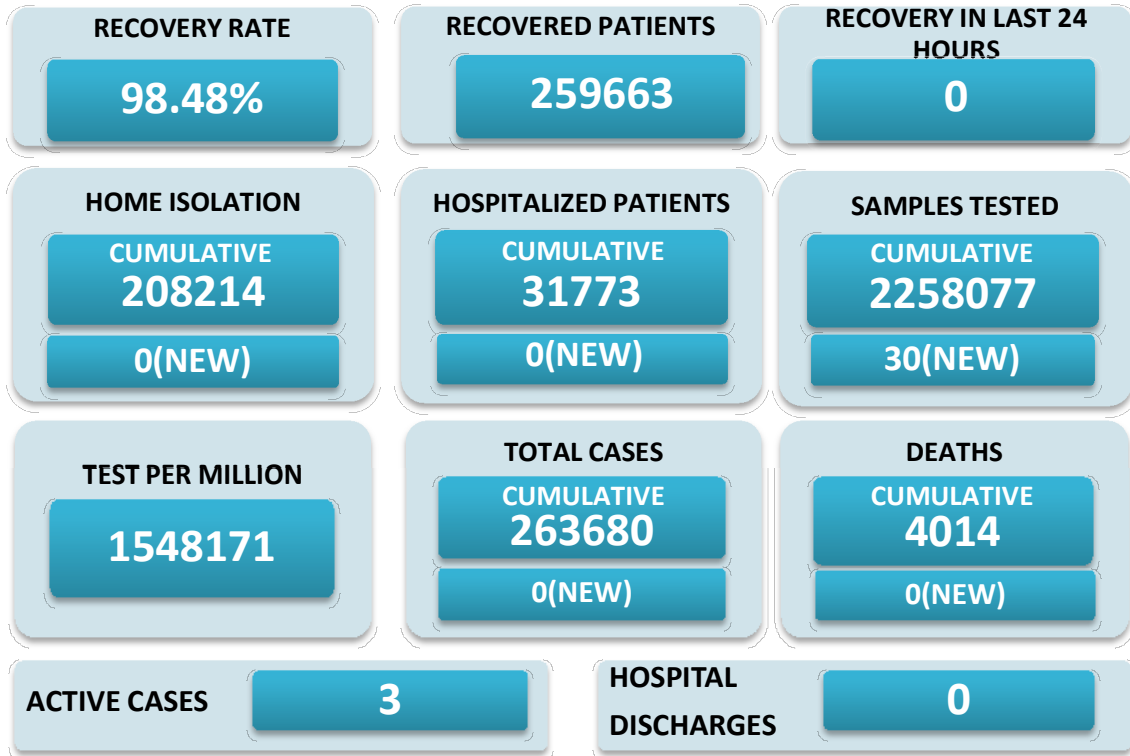 RECOVERY RATE
98.48%
RECOVERED PATIENTS
259663
RECOVERY IN LAST 24
HOURS
0
HOME ISOLATION
CUMULATIVE
208214
0(NEW)
HOSPITALIZED PATIENTS
CUMULATIVE
31773
0(NEW)
SAMPLES TESTED
CUMULATIVE
2258077
30(NEW)
TEST PER MILLION
1548171
TOTAL CASES
CUMULATIVE
263680
0(NEW)
DEATHS
CUMULATIVE
4014
0(NEW)
ACTIVE CASES
3
HOSPITAL
DISCHARGES
0